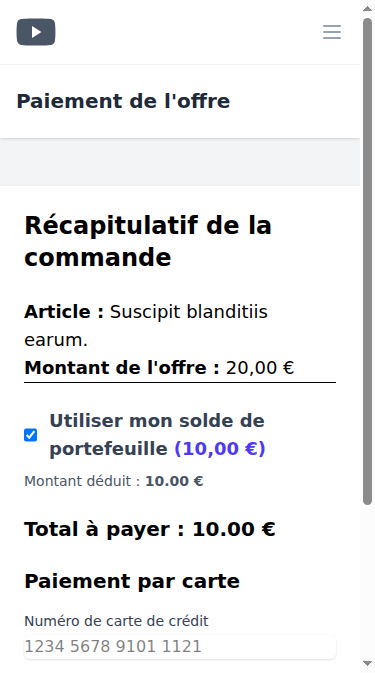 Paiement de l'offre
Récapitulatif de la
commande
Article : Suscipit blanditiis
earum.
Montant de l'offre : 20,00 €
Utiliser mon solde de
portefeuille (10,00 €)
Montant déduit : 10.00 €
Total à payer : 10.00 €
Paiement par carte
Numéro de carte de crédit
1234 5678 9101 1121